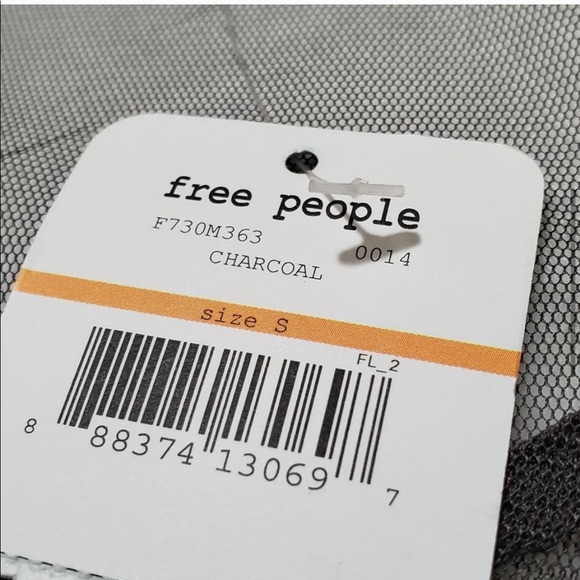 free people
F730M363 0014
CHARCOAL
size S
FL_2
8 88374 13069 7